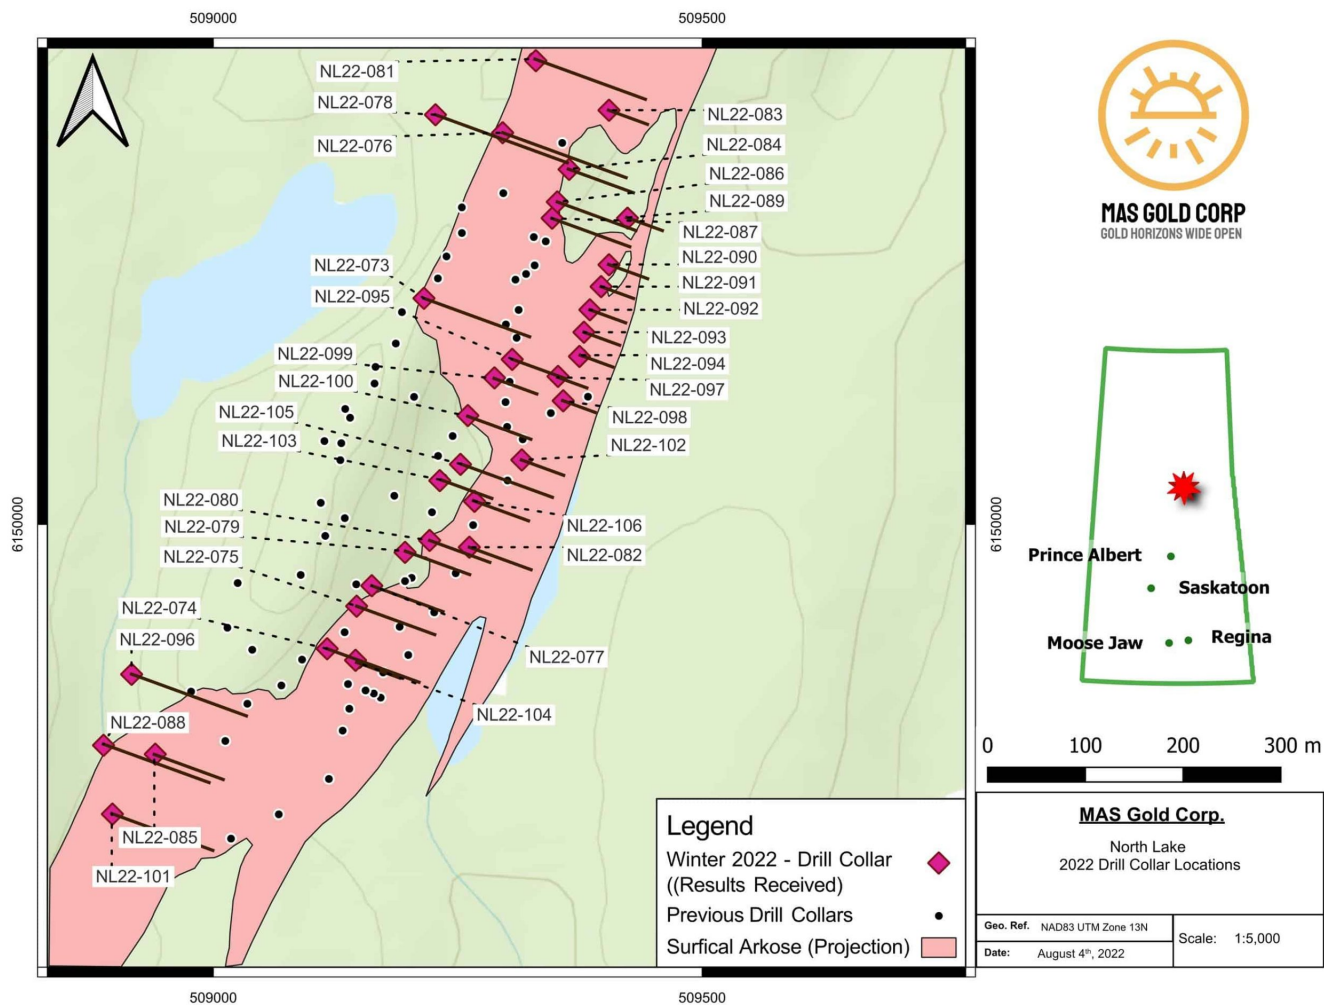 509000
509500
NL22-081
NL22-078
NL22-076
NL22-083
NL22-084
NL22-086
NL22-089
NL22-087
NL22-090
NL22-091
NL22-092
NL22-093
NL22-094
NL22-097
NL22-098
NL22-102
NL22-073
NL22-095
NL22-099
NL22-100
NL22-105
NL22-103
NL22-080
NL22-079
NL22-075
NL22-074
NL22-096
NL22-106
NL22-082
NL22-077
NL22-104
NL22-088
NL22-085
NL22-101
6150000
6150000
509000
509500
Legend
Winter 2022 - Drill Collar
((Results Received)
Previous Drill Collars
Surfical Arkose (Projection)
MAS GOLD CORP
GOLD HORIZONS WIDE OPEN
Prince Albert
Saskatoon
Moose Jaw
Regina
0 100 200 300 m
MAS Gold Corp.
North Lake
2022 Drill Collar Locations
Geo. Ref. NAD83 UTM Zone 13N
Date: August 4th, 2022
Scale: 1:5,000